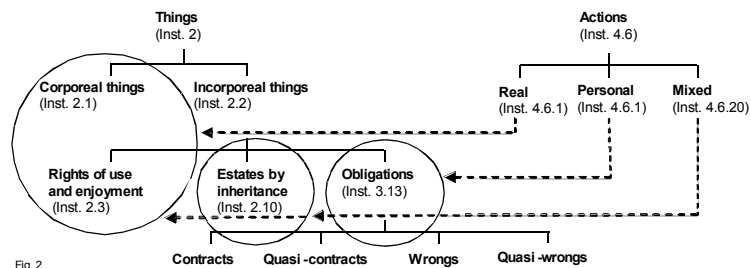 Things
(Inst. 2)
Actions
(Inst. 4.6)
Corporeal things
(Inst. 2.1)
Incorporeal things
(Inst. 2.2)
Real
(Inst. 4.6.1)
Personal
(Inst. 4.6.1)
Mixed
(Inst. 4.6.20)
Rights of use
and enjoyment
(Inst. 2.3)
Estates by
inheritance
(Inst. 2.10)
Obligations
(Inst. 3.13)
Contracts
Quasi-contracts
Wrongs
Quasi-wrongs
Fig. 2